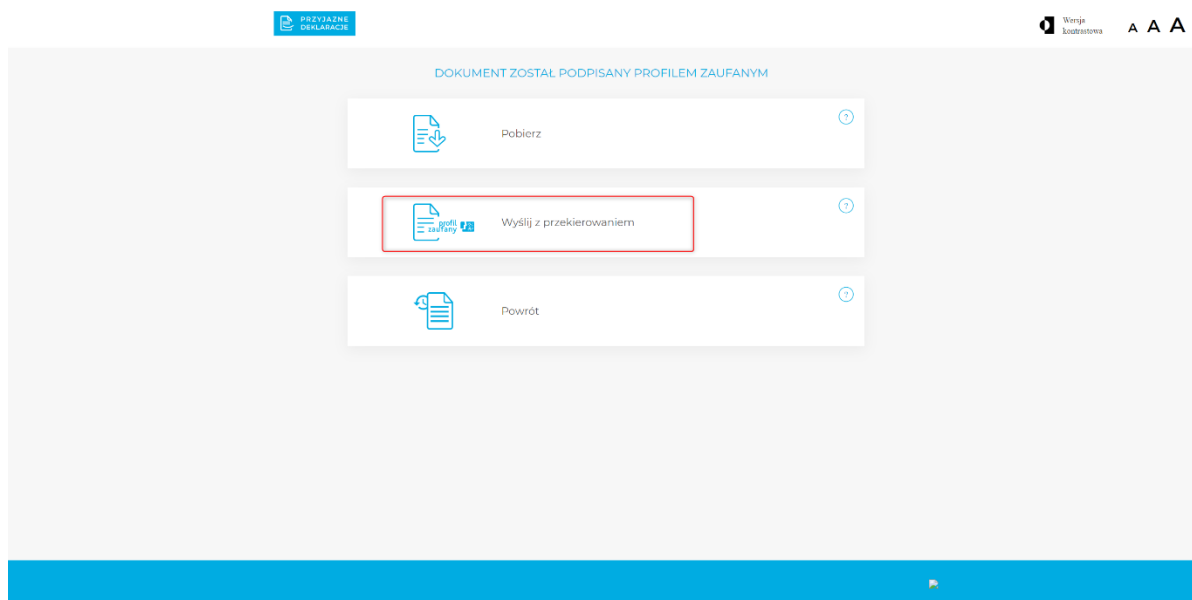 PRZYJAZNE
DEKLARACJE
Wersja
kontrastowa
A A A
DOKUMENT ZOSTAŁ PODPISANY PROFILEM ZAUFANYM
Pobierz
?
profil
zaufany
Wyślij z przekierowaniem
?
Powrót
?